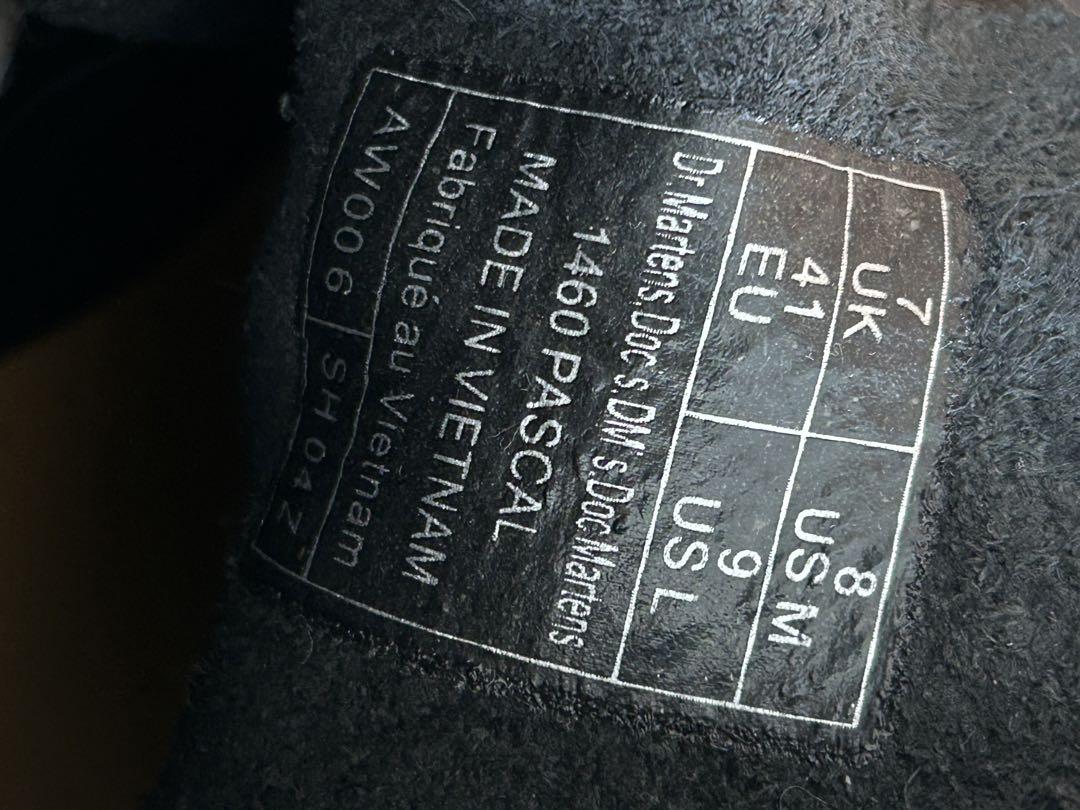 7 UK
8 US M
41 EU
9 US L
Dr.Martens.Doc's.DM's.Doc Martens
1460 PASCAL
MADE IN VIETNAM
Fabriqué au Vietnam
AW006 SH04Z